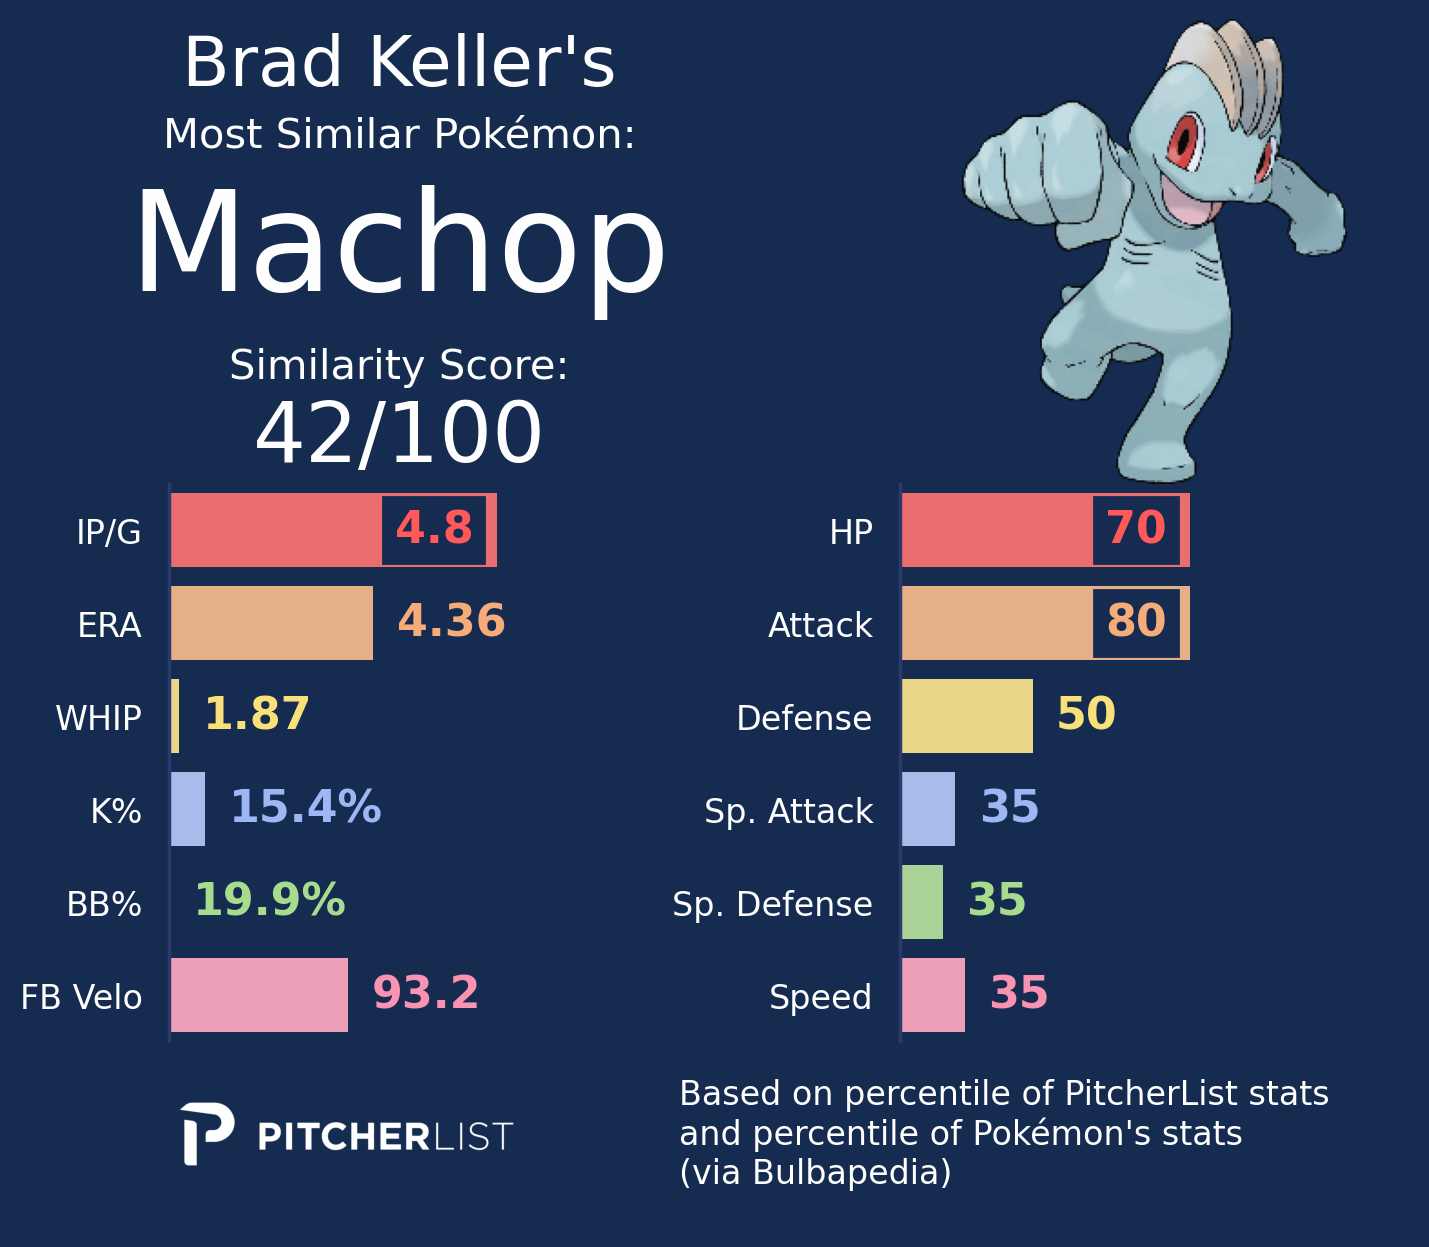 Brad Keller's
Most Similar Pokémon:
Machop
Similarity Score:
42/100
IP/G 4.8
ERA 4.36
WHIP 1.87
K% 15.4%
BB% 19.9%
FB Velo 93.2
HP 70
Attack 80
Defense 50
Sp. Attack 35
Sp. Defense 35
Speed 35
PITCHERLIST
Based on percentile of PitcherList stats
and percentile of Pokémon's stats
(via Bulbapedia)